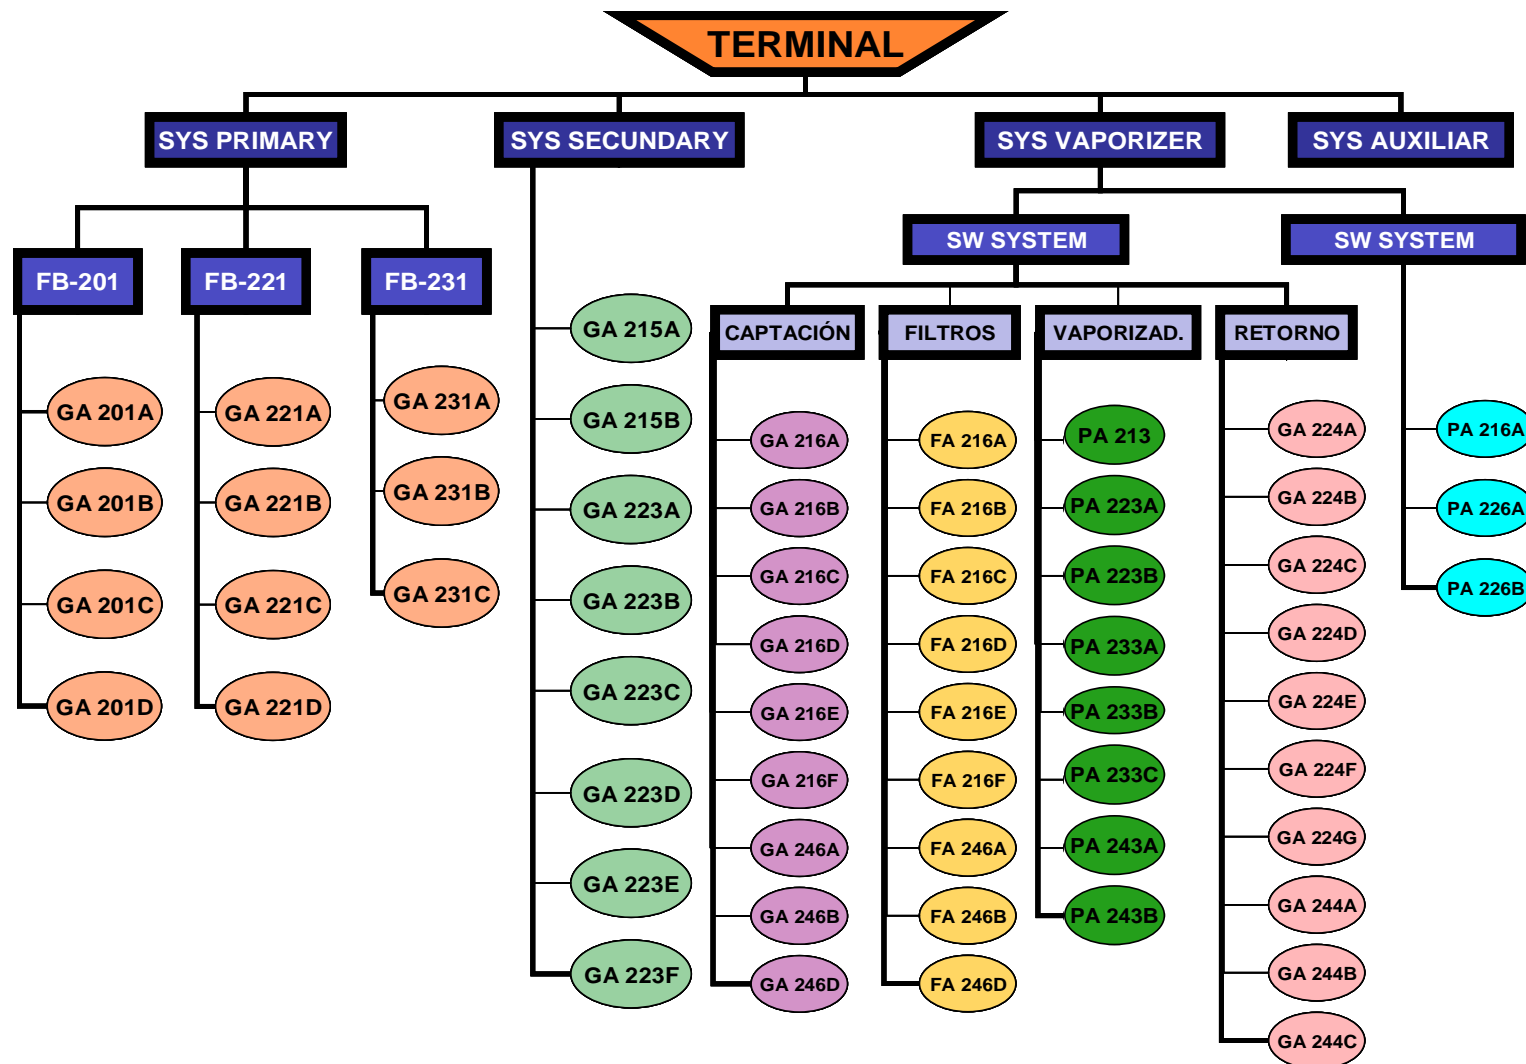 TERMINAL
SYS PRIMARY
SYS SECUNDARY
SYS VAPORIZER
SYS AUXILIAR
SW SYSTEM
SW SYSTEM
FB-201
FB-221
FB-231
CAPTACIÓN
FILTROS
VAPORIZAD.
RETORNO
GA 201A
GA 201B
GA 201C
GA 201D
GA 221A
GA 221B
GA 221C
GA 221D
GA 231A
GA 231B
GA 231C
GA 215A
GA 215B
GA 223A
GA 223B
GA 223C
GA 223D
GA 223E
GA 223F
GA 216A
GA 216B
GA 216C
GA 216D
GA 216E
GA 216F
GA 246A
GA 246B
GA 246D
FA 216A
FA 216B
FA 216C
FA 216D
FA 216E
FA 216F
FA 246A
FA 246B
FA 246D
PA 213
PA 223A
PA 223B
PA 233A
PA 233B
PA 233C
PA 243A
PA 243B
GA 224A
GA 224B
GA 224C
GA 224D
GA 224E
GA 224F
GA 224G
GA 244A
GA 244B
GA 244C
PA 216A
PA 226A
PA 226B